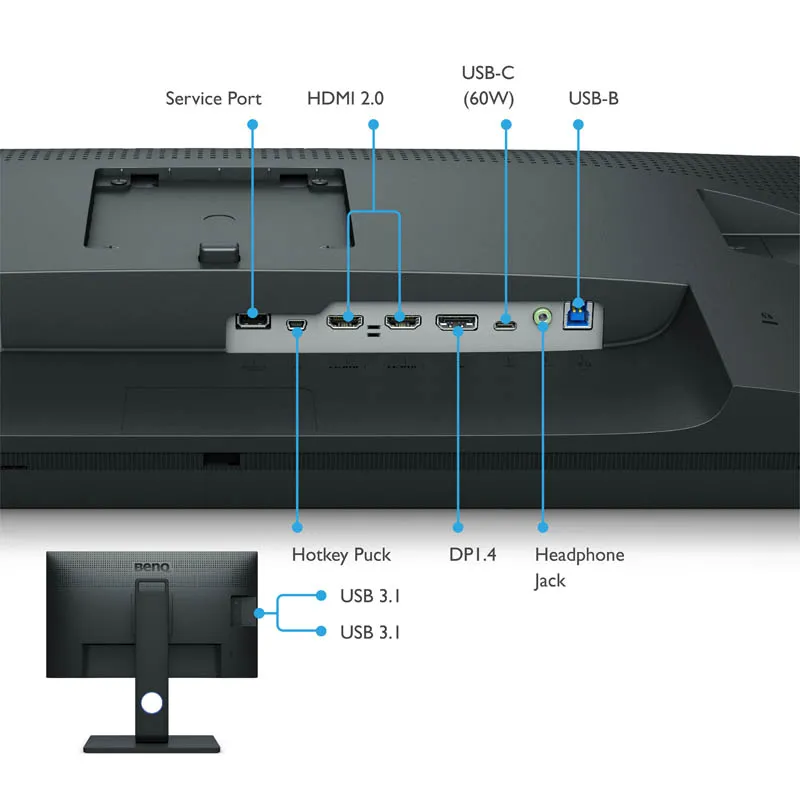 USB-C
Service Port
HDMI 2.0
(60W)
USB-B
Hotkey Puck
DP1.4
Headphone
Jack
BenQ
USB 3.1
USB 3.1